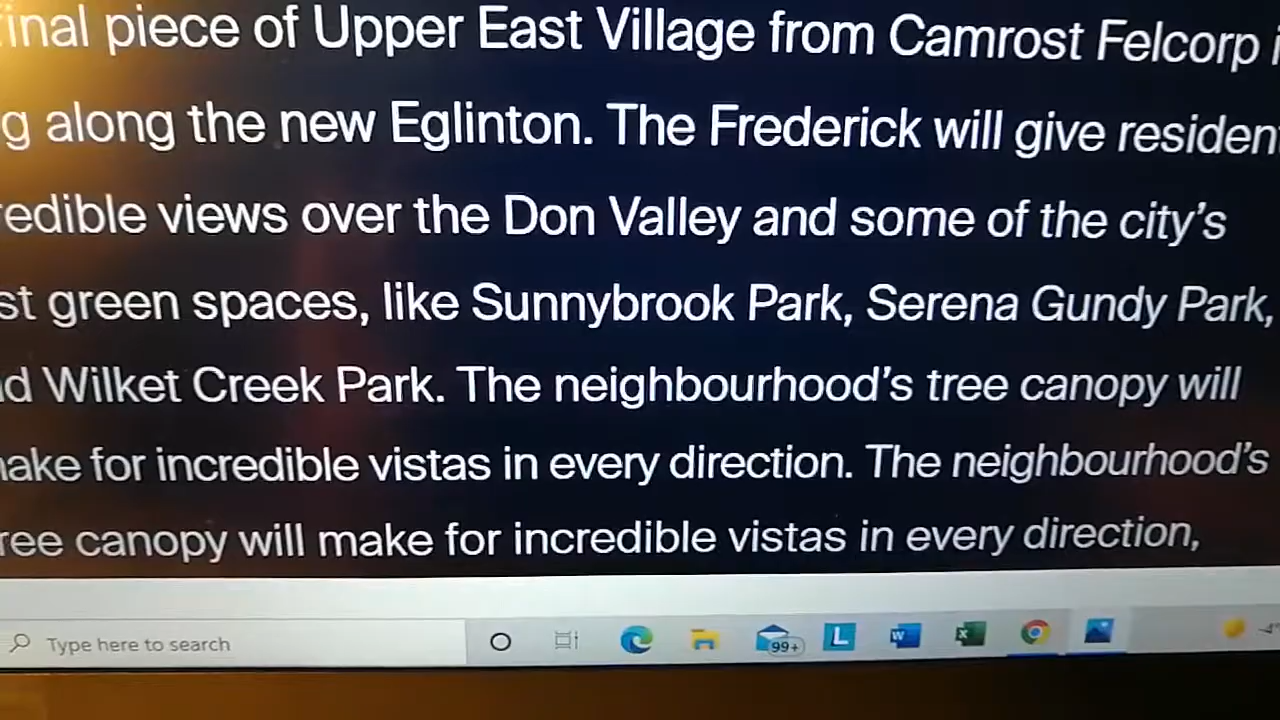 inal piece of Upper East Village from Camrost Felcorp i
g along the new Eglinton. The Frederick will give residen
redible views over the Don Valley and some of the city's
st green spaces, like Sunnybrook Park, Serena Gundy Park,
d Wilket Creek Park. The neighbourhood's tree canopy will
ake for incredible vistas in every direction. The neighbourhood's
ree canopy will make for incredible vistas in every direction,
Type here to search 99+ L W X